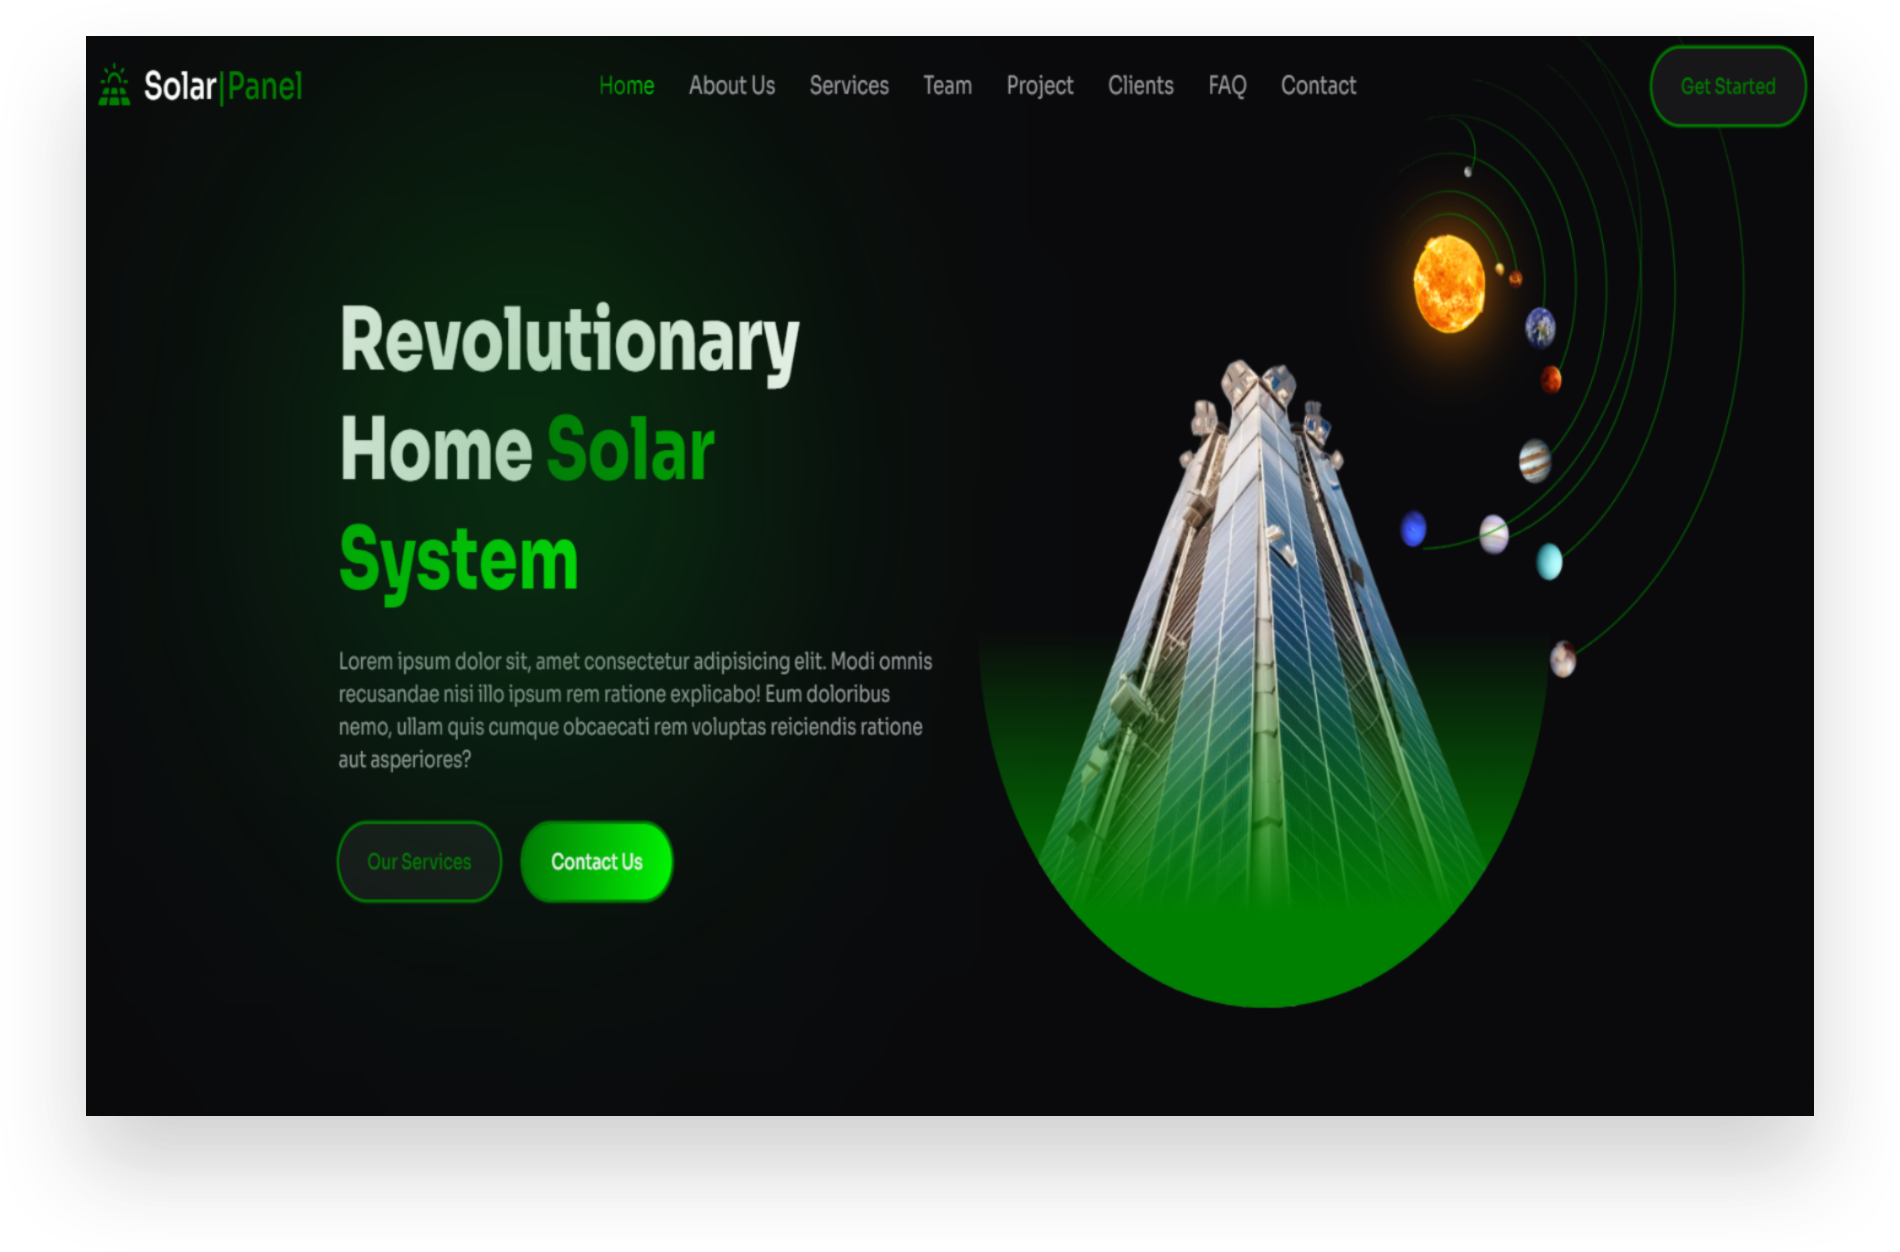 Solar|Panel
Home About Us Services Team Project Clients FAQ Contact
Get Started
Revolutionary
Home Solar
System
Lorem ipsum dolor sit, amet consectetur adipisicing elit. Modi omnis
recusandae nisi illo ipsum rem ratione explicabo! Eum doloribus
nemo, ullam quis cumque obcaecati rem voluptas reiciendis ratione
aut asperiores?
Our Services
Contact Us